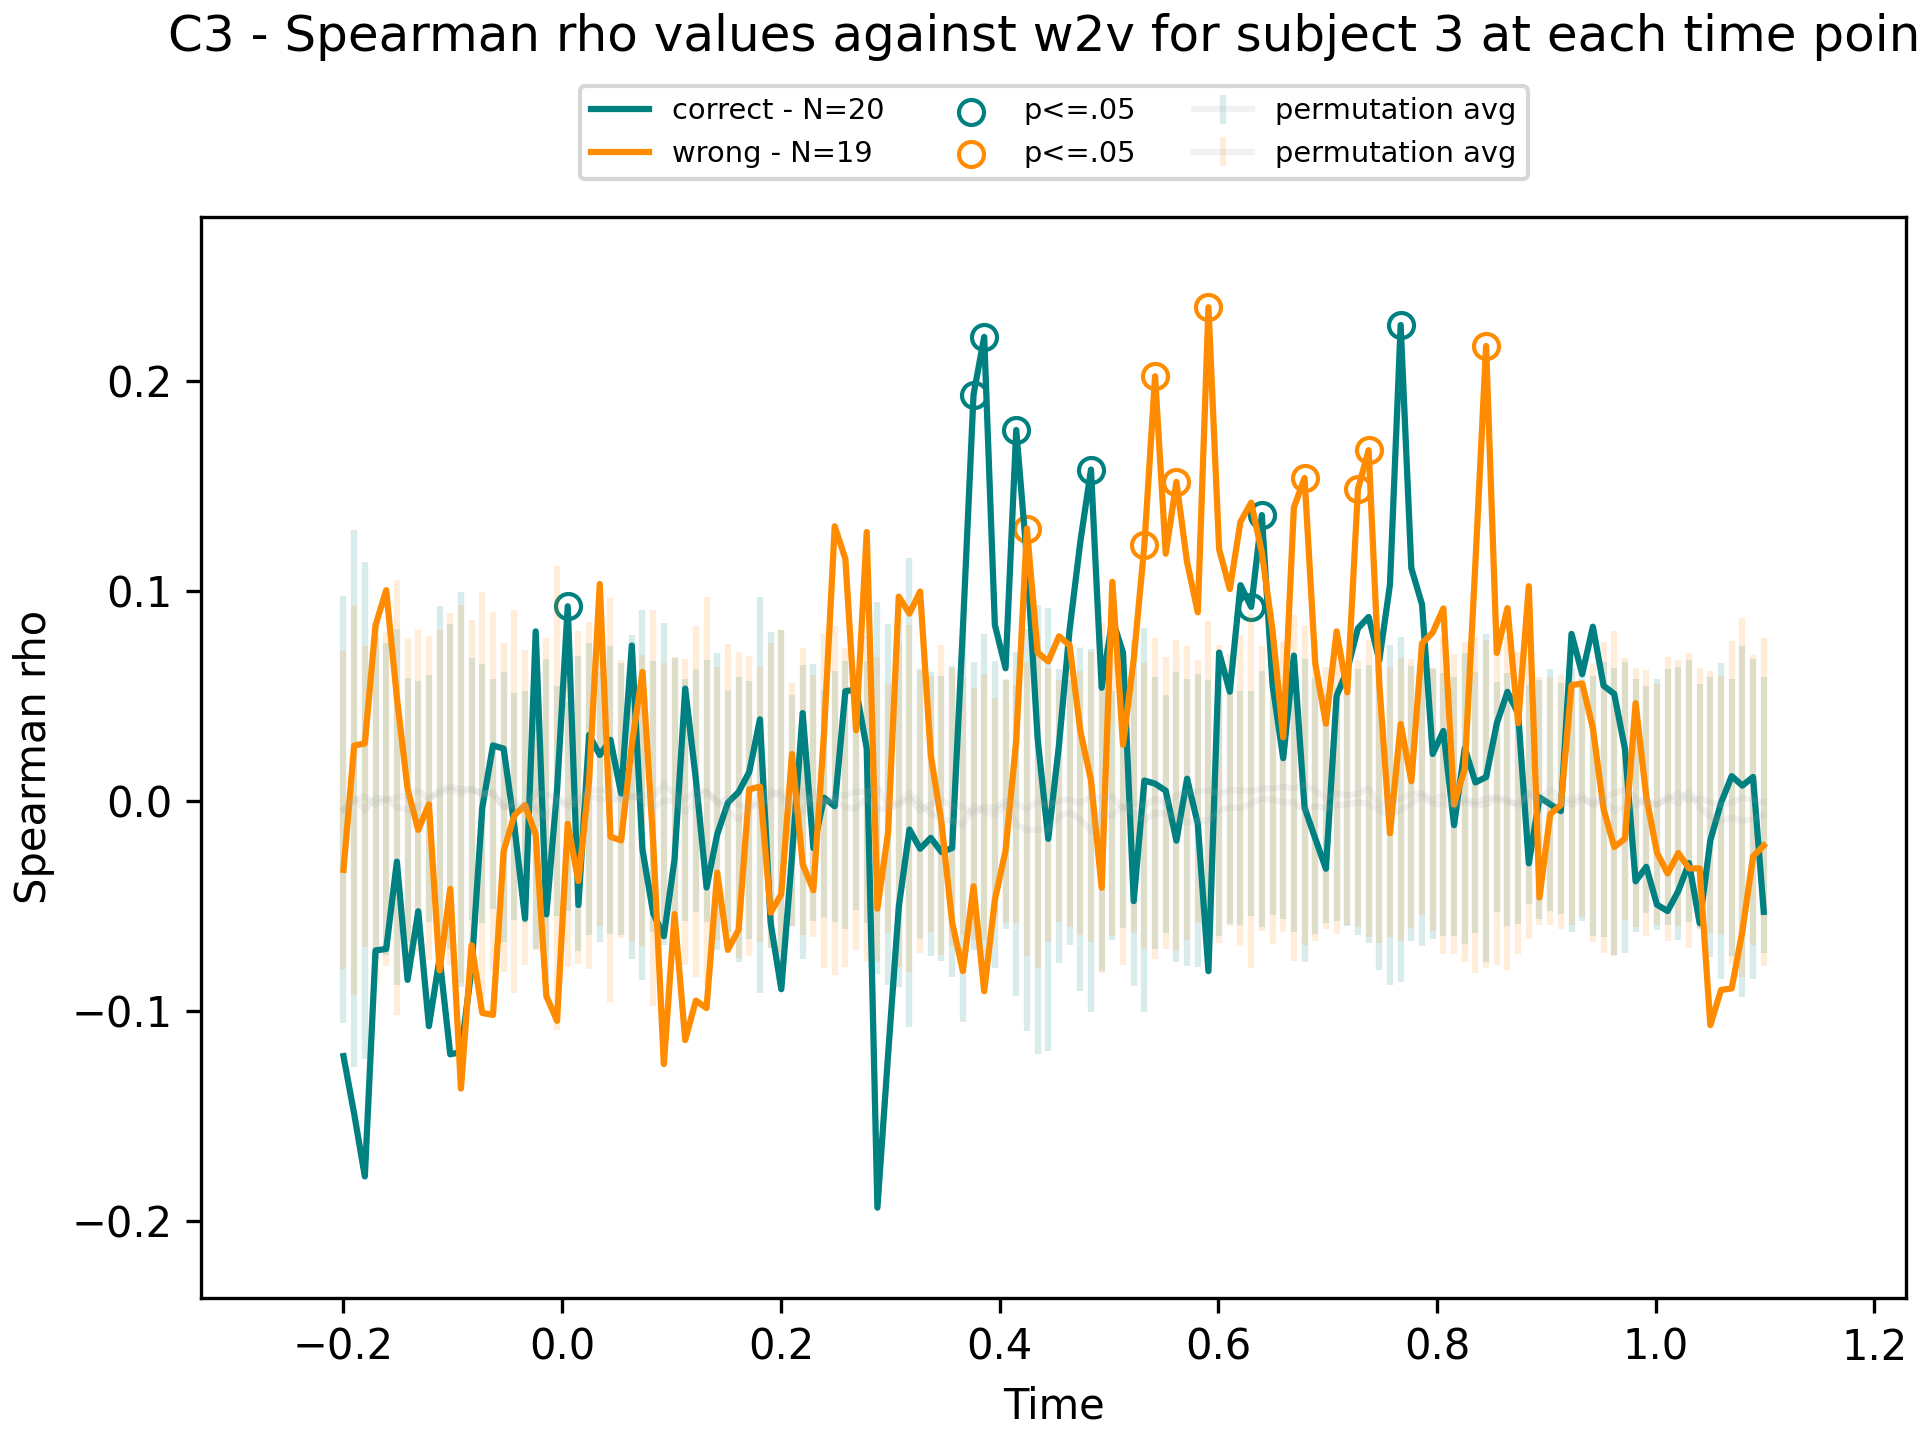 C3 - Spearman rho values against w2v for subject 3 at each time poin
correct - N=20
wrong - N=19
p<=.05
p<=.05
permutation avg
permutation avg
Spearman rho
0.2
0.1
0.0
−0.1
−0.2
−0.2 0.0 0.2 0.4 0.6 0.8 1.0 1.2
Time